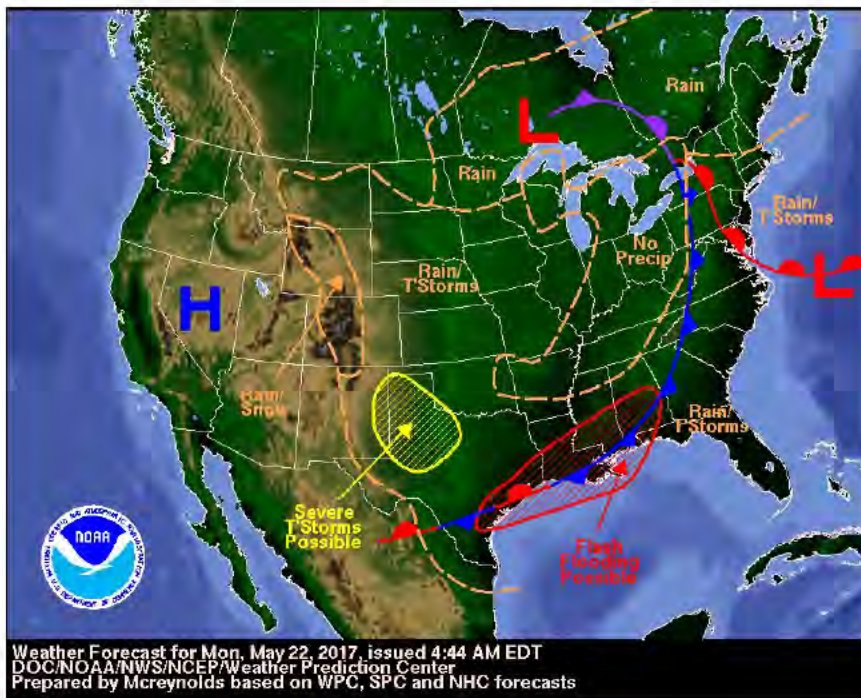 L
Rain
Rain
L
Rain/
T'Storms
No
Precip
Rain/
T'Storms
H
Rain/
Snow
Rain/
T'Storms
Severe
T'Storms
Possible
Flash
Flooding
Possible
NOAA
Weather Forecast for Mon, May 22, 2017, issued 4:44 AM EDT
DOC/NOAA/NWS/NCEP/Weather Prediction Center
Prepared by Mcreynolds based on WPC, SPC and NHC forecasts